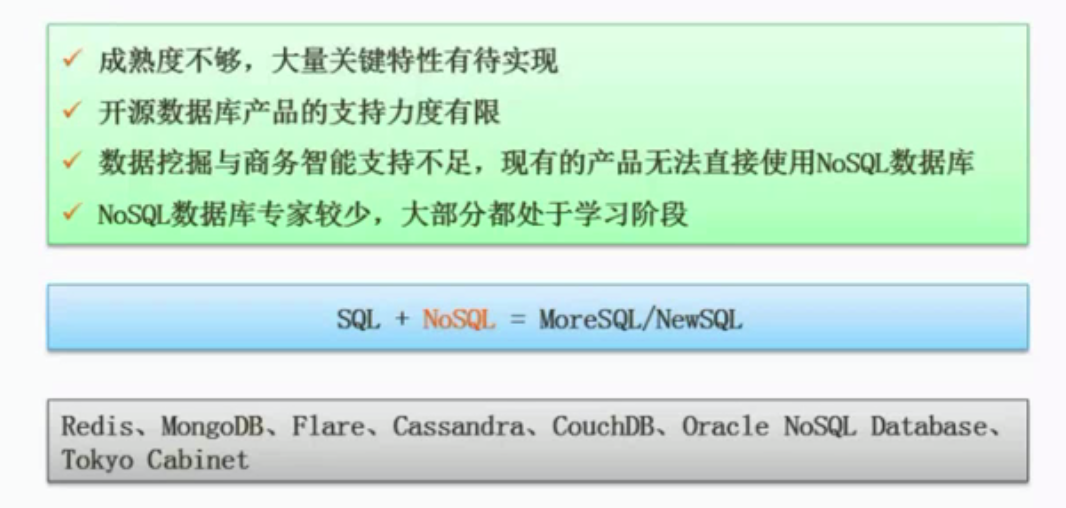 ✓ 成熟度不够，大量关键特性有待实现
✓ 开源数据库产品的支持力度有限
✓ 数据挖掘与商务智能支持不足，现有的产品无法直接使用NoSQL数据库
✓ NoSQL数据库专家较少，大部分都处于学习阶段
SQL + NoSQL = MoreSQL/NewSQL
Redis、MongoDB、Flare、Cassandra、CouchDB、Oracle NoSQL Database、
Tokyo Cabinet